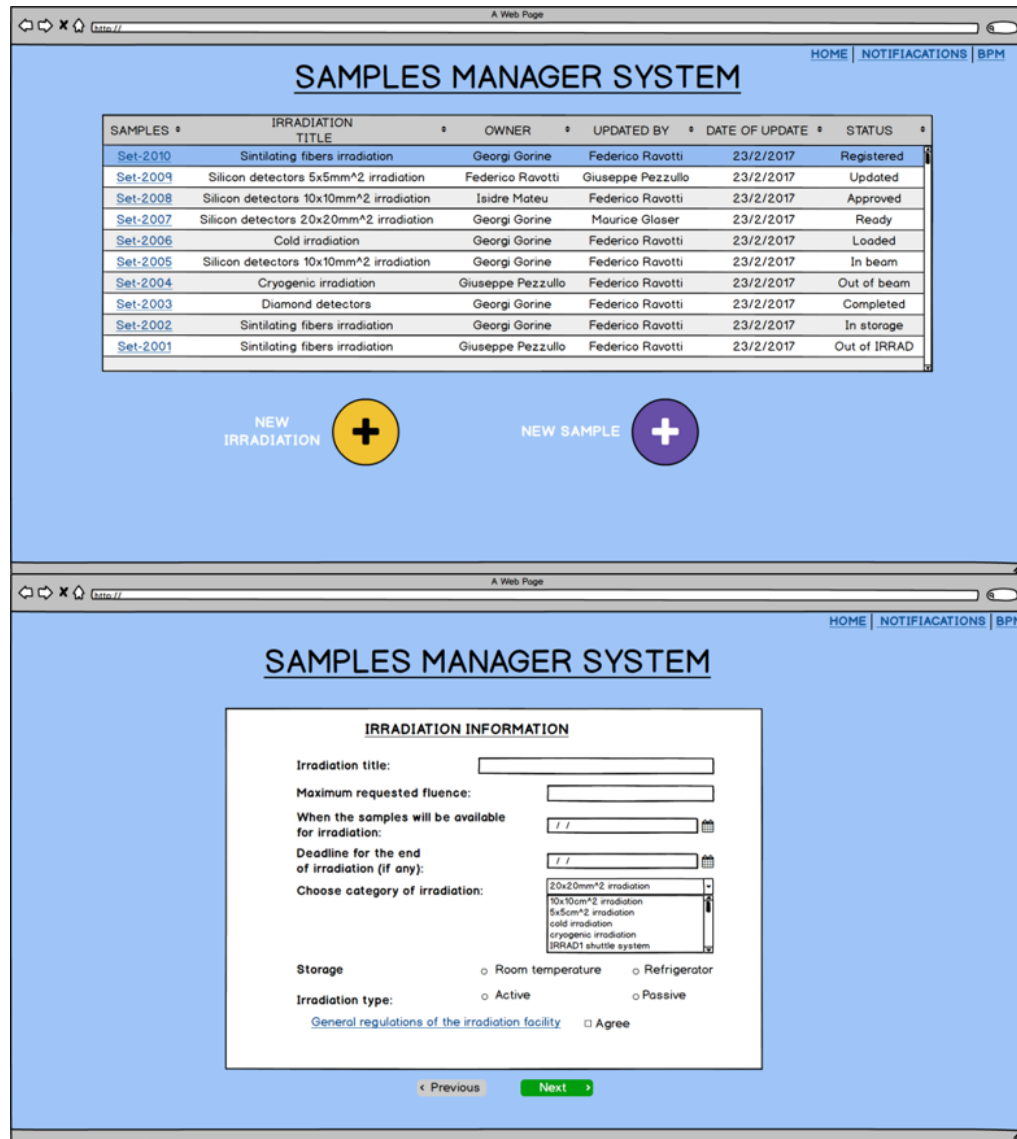 A Web Page
http://
HOME NOTIFIACATIONS BPM
SAMPLES MANAGER SYSTEM
SAMPLES IRRADIATION TITLE OWNER UPDATED BY DATE OF UPDATE STATUS
Set-2010 Sintilating fibers irradiation Georgi Gorine Federico Ravotti 23/2/2017 Registered
Set-2009 Silicon detectors 5x5mm^2 irradiation Federico Ravotti Giuseppe Pezzullo 23/2/2017 Updated
Set-2008 Silicon detectors 10x10mm^2 irradiation Isidre Mateu Federico Ravotti 23/2/2017 Approved
Set-2007 Silicon detectors 20x20mm^2 irradiation Georgi Gorine Maurice Glaser 23/2/2017 Ready
Set-2006 Cold irradiation Georgi Gorine Federico Ravotti 23/2/2017 Loaded
Set-2005 Silicon detectors 10x10mm^2 irradiation Georgi Gorine Federico Ravotti 23/2/2017 In beam
Set-2004 Cryogenic irradiation Giuseppe Pezzullo Federico Ravotti 23/2/2017 Out of beam
Set-2003 Diamond detectors Georgi Gorine Federico Ravotti 23/2/2017 Completed
Set-2002 Sintilating fibers irradiation Georgi Gorine Federico Ravotti 23/2/2017 In storage
Set-2001 Sintilating fibers irradiation Giuseppe Pezzullo Federico Ravotti 23/2/2017 Out of IRRAD
NEW
IRRADIATION
NEW SAMPLE
A Web Page
http://
HOME NOTIFIACATIONS BPM
SAMPLES MANAGER SYSTEM
IRRADIATION INFORMATION
Irradiation title:
Maximum requested fluence:
When the samples will be available
for irradiation:
/ /
Deadline for the end
of irradiation (if any):
/ /
Choose category of irradiation:
20x20mm^2 irradiation
10x10cm^2 irradiation
5x5cm^2 irradiation
cold irradiation
cryogenic irradiation
IRRAD1 shuttle system
Storage Room temperature Refrigerator
Irradiation type: Active Passive
General regulations of the irradiation facility Agree
< Previous Next >